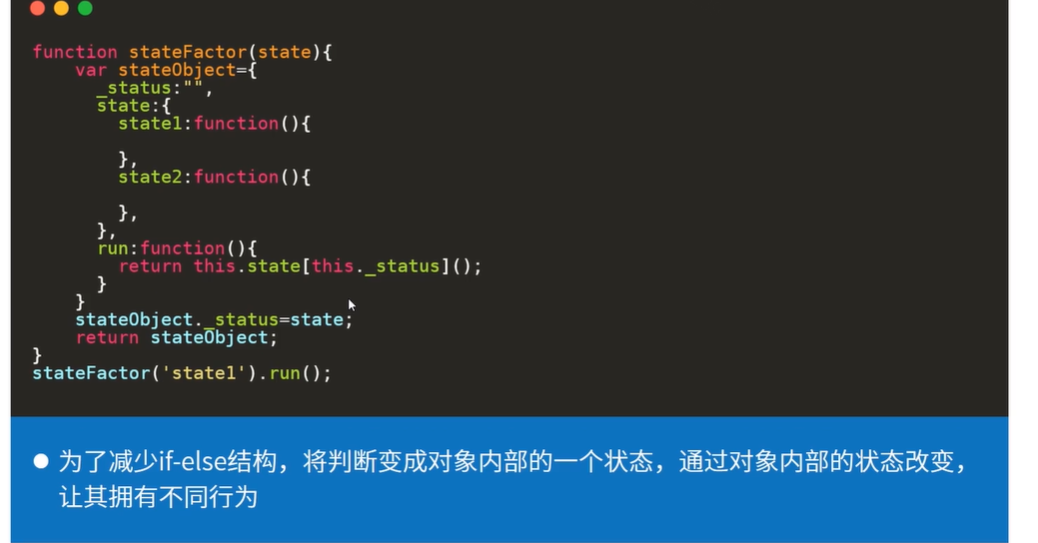 function stateFactor(state){
    var stateObject={
      _status:"",
      state:{
        state1:function(){
        },
        state2:function(){
        },
      },
      run:function(){
        return this.state[this._status]();
      }
    }
    stateObject._status=state;
    return stateObject;
}
stateFactor('state1').run();
● 为了减少if-else结构，将判断变成对象内部的一个状态，通过对象内部的状态改变，
让其拥有不同行为